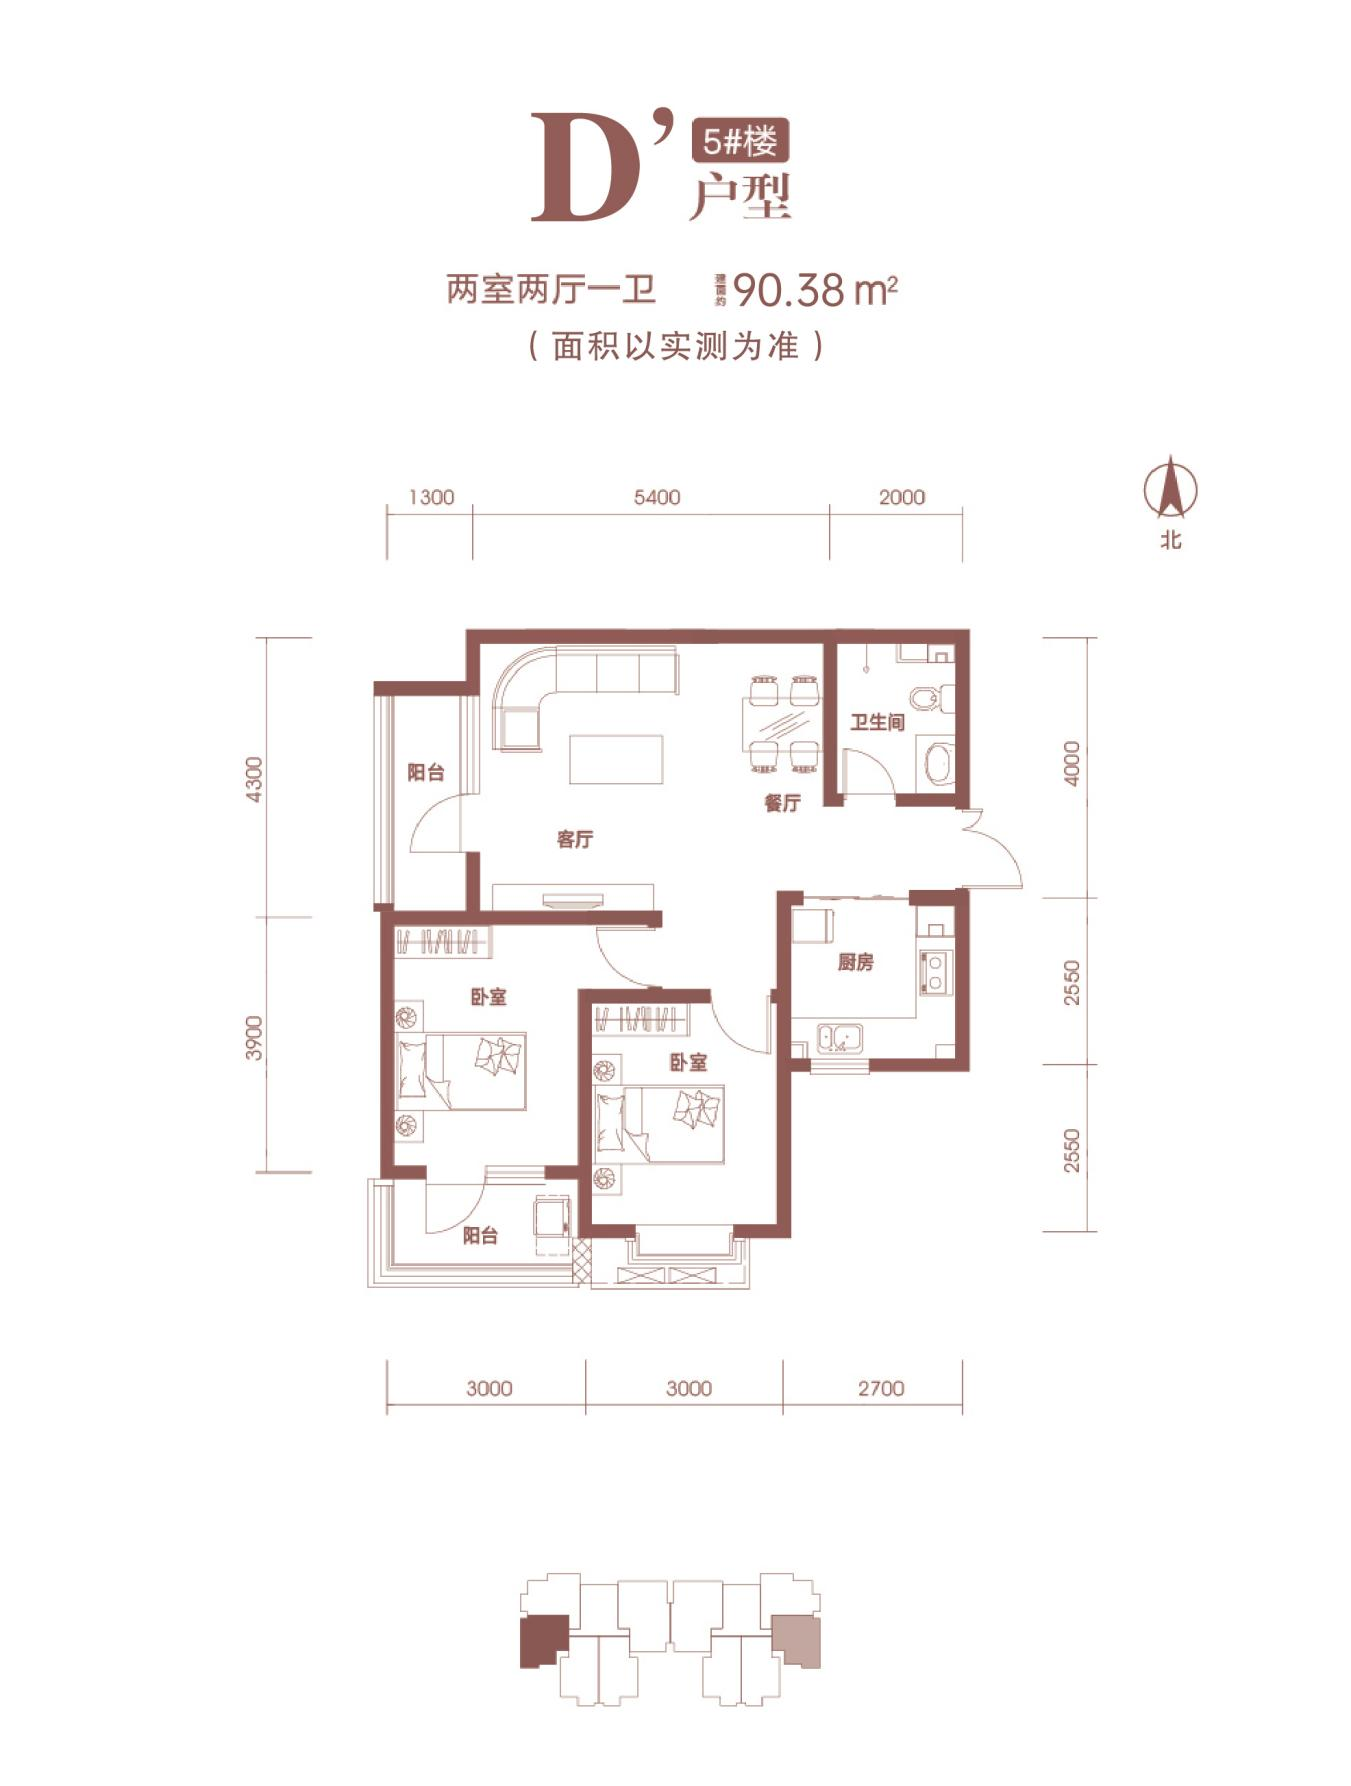 D’
5#楼
户型
两室两厅一卫
建面约90.38 m²
（面积以实测为准）
北
1300
5400
2000
4300
3900
4000
2550
2550
卫生间
阳台
餐厅
客厅
厨房
卧室
卧室
阳台
3000
3000
2700